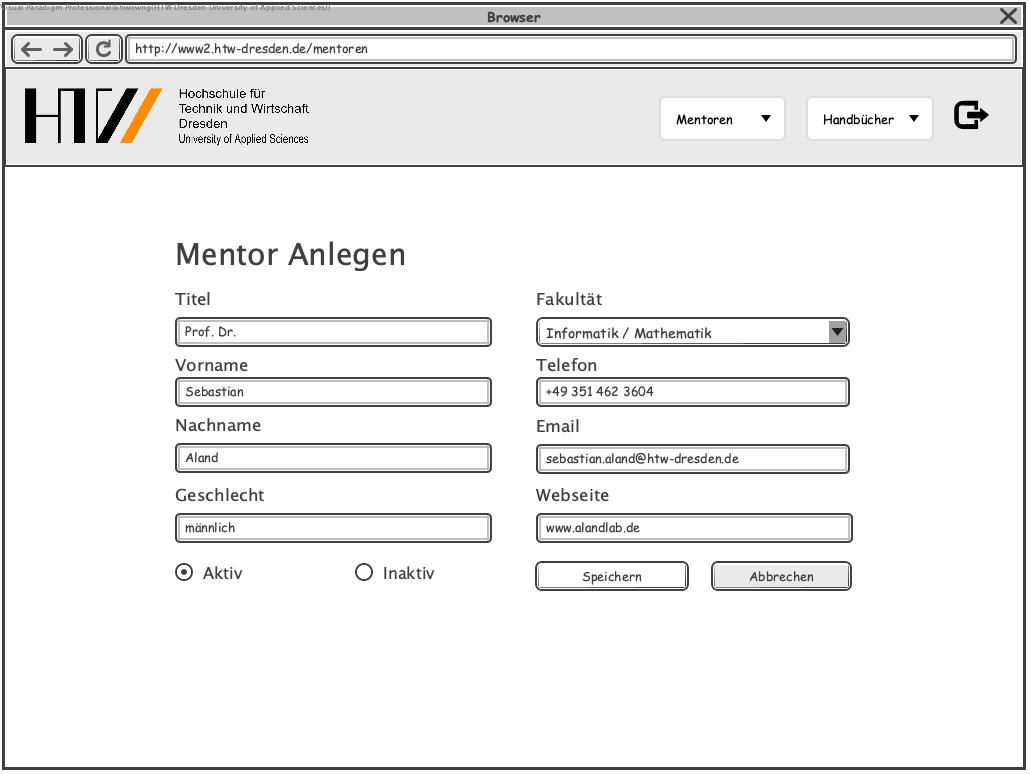 Visual Paradigm Professional(khwowng(HTW Dresden University of Applied Sciences))
Browser
http://www2.htw-dresden.de/mentoren
HTW
Hochschule für
Technik und Wirtschaft
Dresden
University of Applied Sciences
Mentoren
Handbücher
Mentor Anlegen
Titel
Fakultät
Prof. Dr.
Informatik / Mathematik
Vorname
Telefon
Sebastian
+49 351 462 3604
Nachname
Email
Aland
sebastian.aland@htw-dresden.de
Geschlecht
Webseite
männlich
www.alandlab.de
Aktiv
Inaktiv
Speichern
Abbrechen